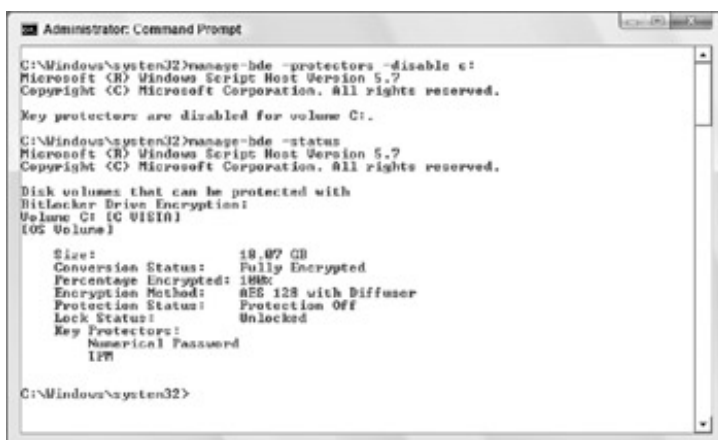 Administrator: Command Prompt
C:\Windows\system32>manage-bde -protectors -disable c:
Microsoft (R) Windows Script Host Version 5.7
Copyright (C) Microsoft Corporation. All rights reserved.
Key protectors are disabled for volume C:.
C:\Windows\system32>manage-bde -status
Microsoft (R) Windows Script Host Version 5.7
Copyright (C) Microsoft Corporation. All rights reserved.
Disk volumes that can be protected with
BitLocker Drive Encryption:
Volume C: [C VISTA]
[OS Volume]
Size: 18.07 GB
Conversion Status: Fully Encrypted
Percentage Encrypted: 100%
Encryption Method: AES 128 with Diffuser
Protection Status: Protection Off
Lock Status: Unlocked
Key Protectors:
Numerical Password
TPM
C:\Windows\system32>